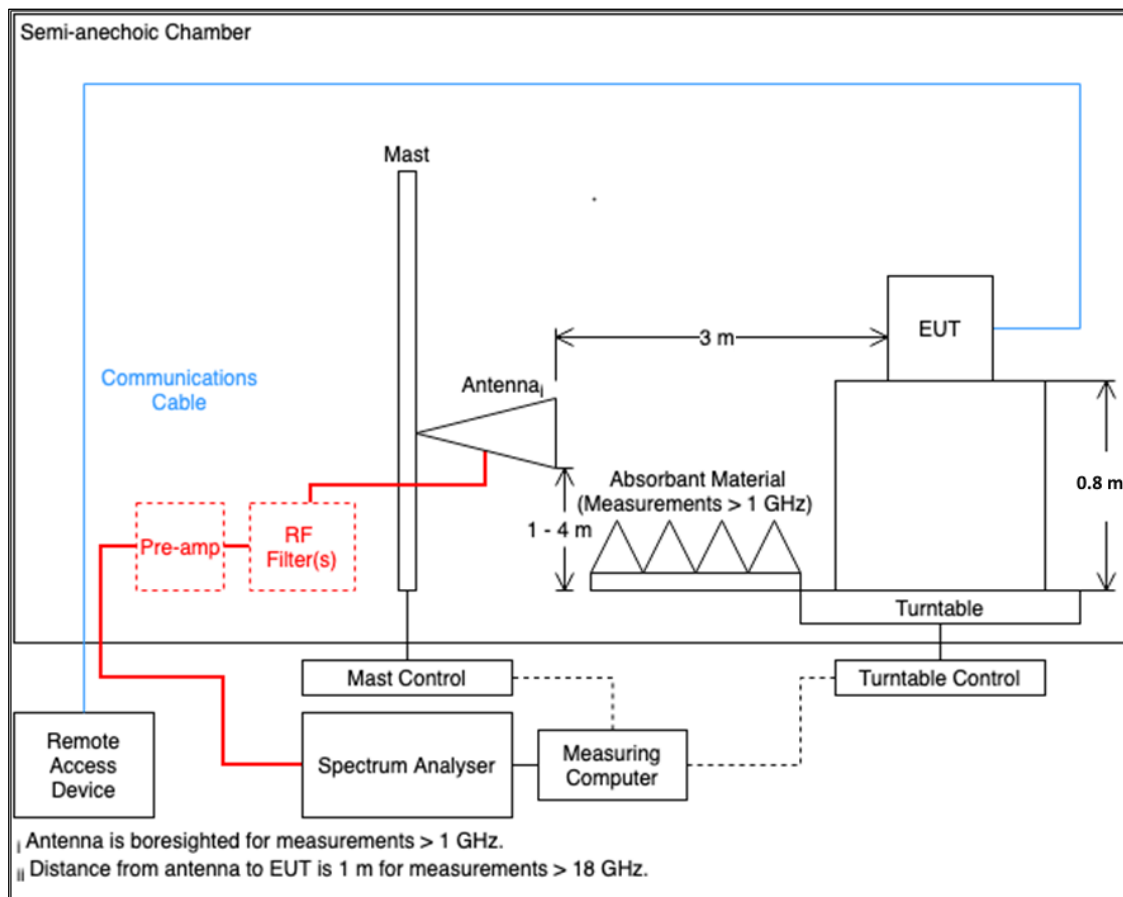 Semi-anechoic Chamber
Mast
EUT
3 m
Antennai
Communications
Cable
Absorbant Material
(Measurements > 1 GHz)
0.8 m
1 - 4 m
Pre-amp
RF
Filter(s)
Turntable
Mast Control
Turntable Control
Remote
Access
Device
Spectrum Analyser
Measuring
Computer
i Antenna is boresighted for measurements > 1 GHz.
ii Distance from antenna to EUT is 1 m for measurements > 18 GHz.